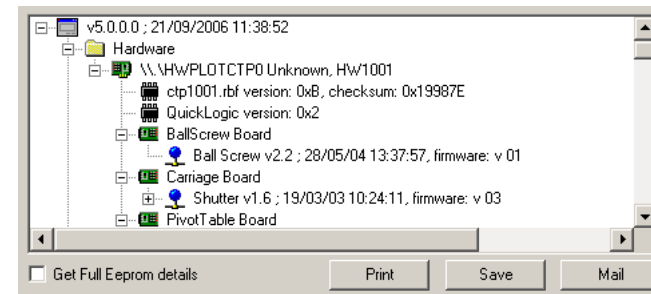 v5.0.0.0 ; 21/09/2006 11:38:52
Hardware
\\.\HWPLOTCTP0 Unknown, HW1001
ctp1001.rbf version: 0xB, checksum: 0x19987E
QuickLogic version: 0x2
BallScrew Board
Ball Screw v2.2 ; 28/05/04 13:37:57, firmware: v 01
Carriage Board
Shutter v1.6 ; 19/03/03 10:24:11, firmware: v 03
PivotTable Board
Get Full Eeprom details Print Save Mail